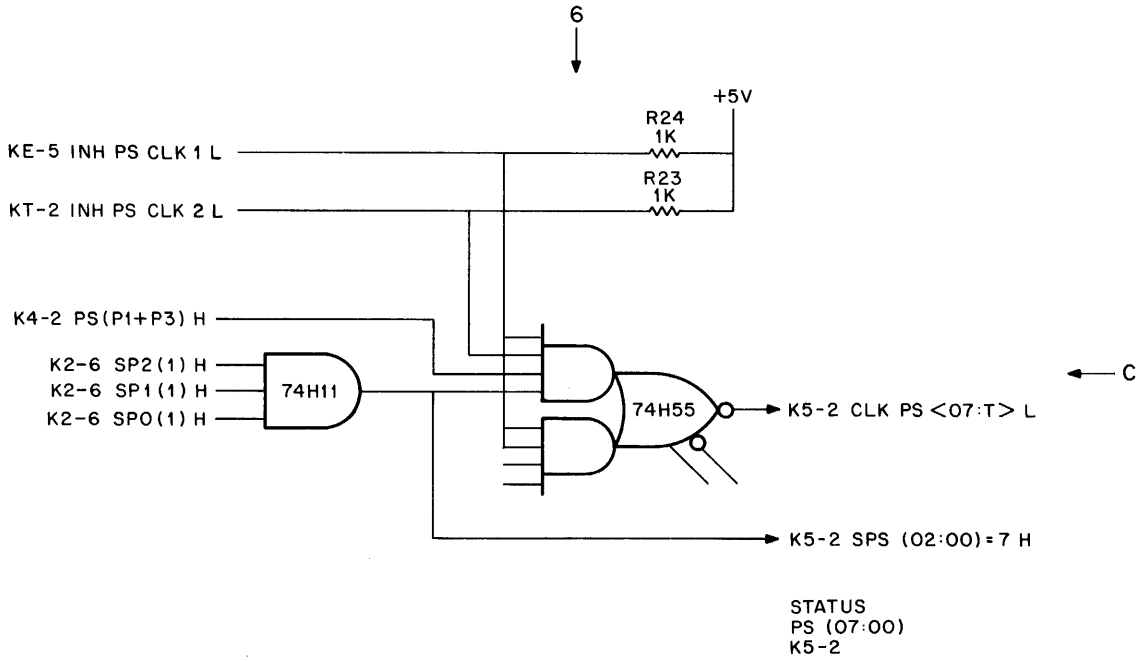 6
+5V
R24
1K
KE-5 INH PS CLK 1 L
R23
1K
KT-2 INH PS CLK 2 L
K4-2 PS(P1+P3) H
K2-6 SP2(1) H
K2-6 SP1(1) H
K2-6 SP0(1) H
74H11
74H55
C
K5-2 CLK PS <07:T> L
K5-2 SPS (02:00)=7 H
STATUS
PS (07:00)
K5-2